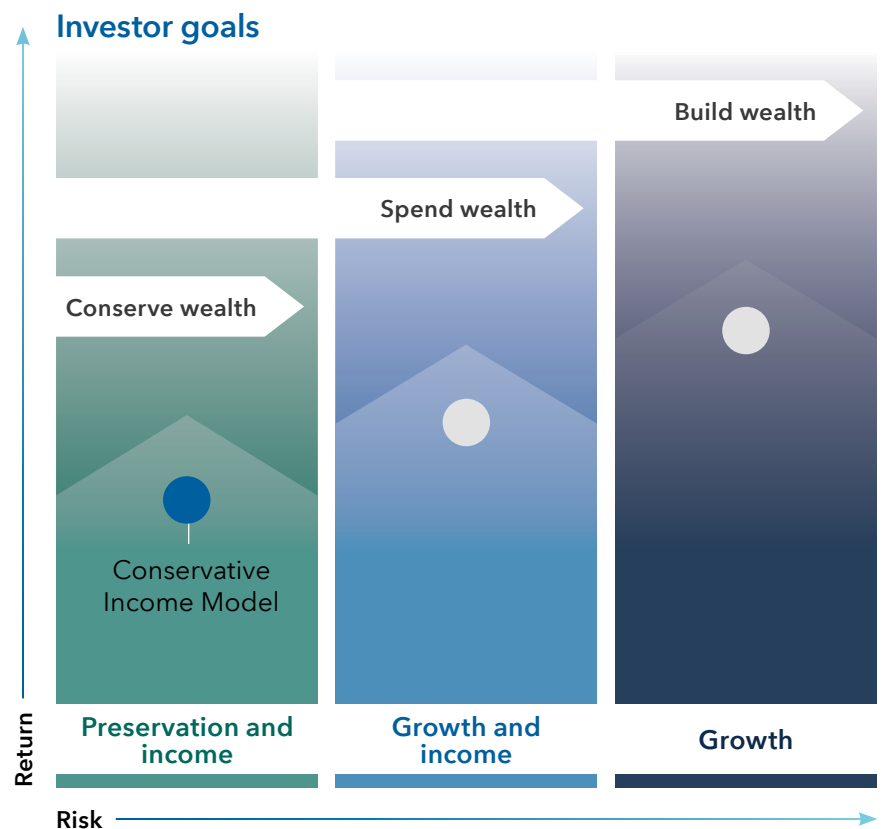 Investor goals
Build wealth
Spend wealth
Conserve wealth
Conservative
Income Model
Preservation and
income
Growth and
income
Growth
Return
Risk